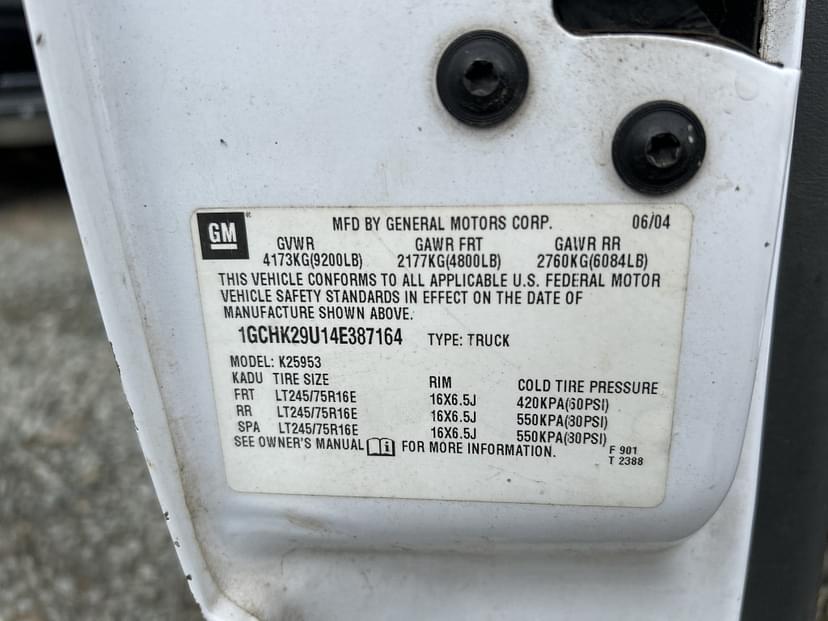 GM® MFD BY GENERAL MOTORS CORP. 06/04
GVWR GAWR FRT GAWR RR
4173KG(9200LB) 2177KG(4800LB) 2760KG(6084LB)
THIS VEHICLE CONFORMS TO ALL APPLICABLE U.S. FEDERAL MOTOR
VEHICLE SAFETY STANDARDS IN EFFECT ON THE DATE OF
MANUFACTURE SHOWN ABOVE.
1GCHK29U14E387164 TYPE: TRUCK
MODEL: K25953
KADU TIRE SIZE RIM COLD TIRE PRESSURE
FRT LT245/75R16E 16X6.5J 420KPA(60PSI)
RR LT245/75R16E 16X6.5J 550KPA(80PSI)
SPA LT245/75R16E 16X6.5J 550KPA(80PSI)
SEE OWNER'S MANUAL i FOR MORE INFORMATION.
F 901
T 2388